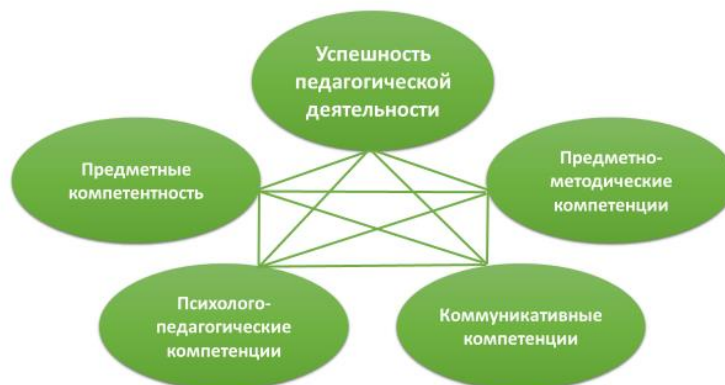 Успешность
педагогической
деятельности
Предметные
компетентность
Предметно-
методические
компетенции
Психолого-
педагогические
компетенции
Коммуникативные
компетенции